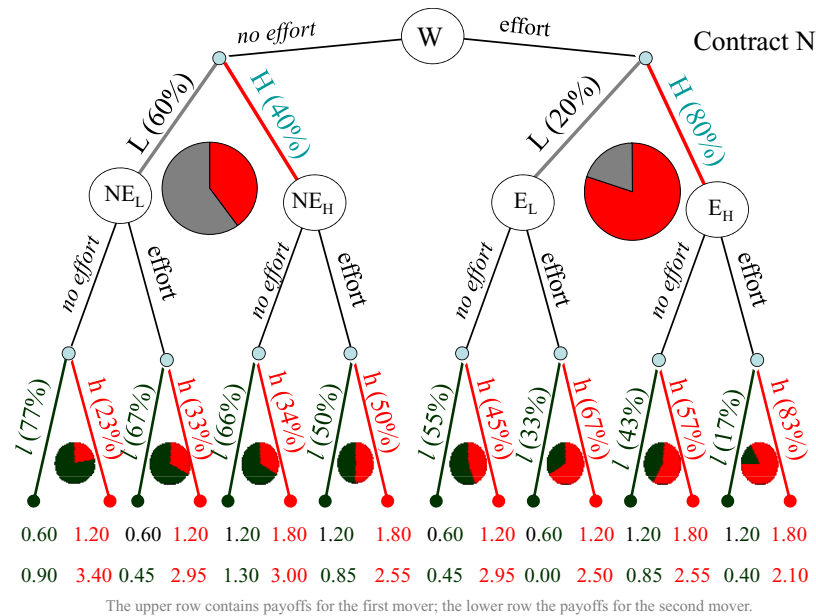 no effort W effort
Contract N
L (60%) H (40%) L (20%) H (80%)
NEL NEH EL EH
no effort effort no effort effort no effort effort no effort effort
l (77%) h (23%) l (67%) h (33%) l (66%) h (34%) l (50%) h (50%) l (55%) h (45%) l (33%) h (67%) l (43%) h (57%) l (17%) h (83%)
0.60 1.20 0.60 1.20 1.20 1.80 1.20 1.80 0.60 1.20 0.60 1.20 1.20 1.80 1.20 1.80
0.90 3.40 0.45 2.95 1.30 3.00 0.85 2.55 0.45 2.95 0.00 2.50 0.85 2.55 0.40 2.10
The upper row contains payoffs for the first mover; the lower row the payoffs for the second mover.